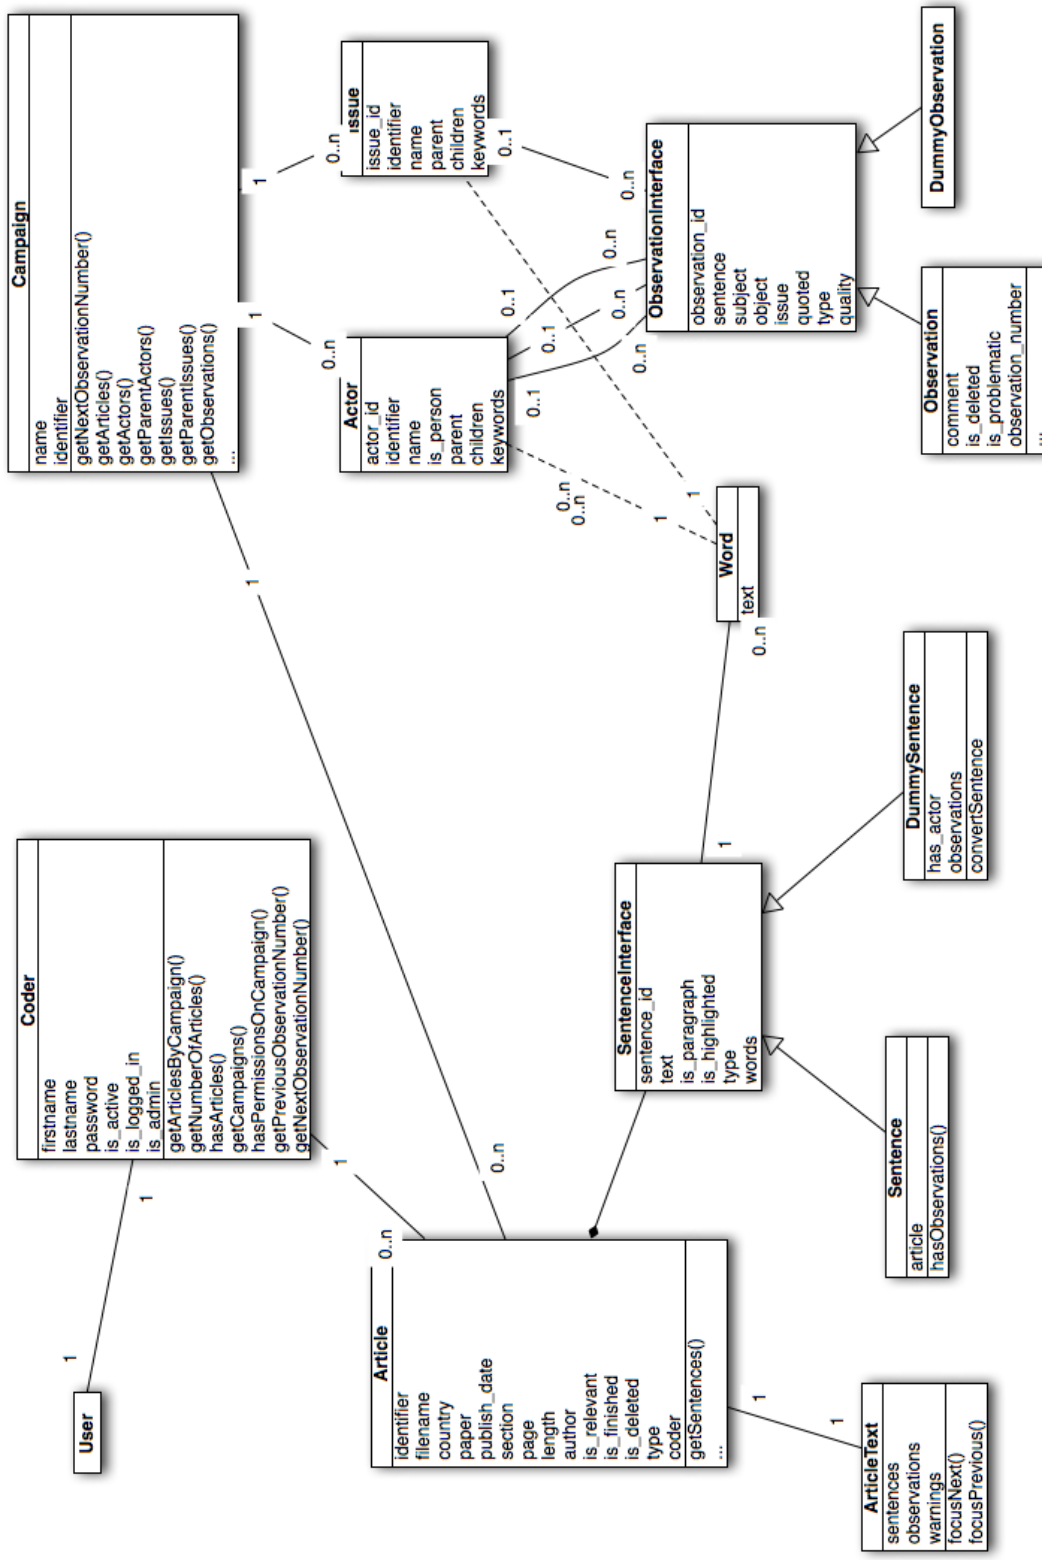 User
1
1
Coder
firstname
lastname
password
is_active
is_logged_in
is_admin
getArticlesByCampaign()
getNumberOfArticles()
hasArticles()
getCampaigns()
hasPermissionsOnCampaign()
getPreviousObservationNumber()
getNextObservationNumber()
Campaign
name
identifier
getNextObservationNumber()
getArticles()
getActors()
getParentActors()
getIssues()
getParentIssues()
getObservations()
...
1
0..n
1
0..n
1
0..n
1
0..n
Article
identifier
filename
country
paper
publish_date
section
page
length
author
is_relevant
is_finished
is_deleted
type
coder
getSentences()
...
Actor
actor_id
identifier
name
is_person
parent
children
keywords
Issue
issue_id
identifier
name
parent
children
keywords
0..n
0..n
1
1
0..1
0..n
0..1
0..n
0..1
0..n
0..1
0..n
SentenceInterface
sentence_id
text
is_paragraph
is_highlighted
type
words
1
0..n
Word
text
ObservationInterface
observation_id
sentence
subject
object
issue
quoted
type
quality
1
1
ArticleText
sentences
observations
warnings
focusNext()
focusPrevious()
Sentence
article
hasObservations()
DummySentence
has_actor
observations
convertSentence
Observation
comment
is_deleted
is_problematic
observation_number
...
DummyObservation